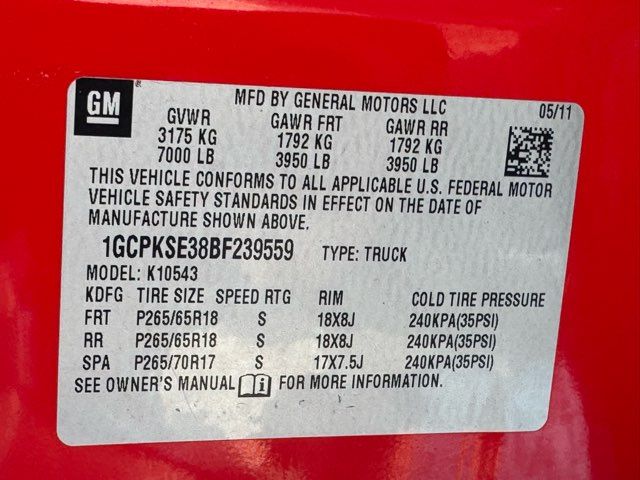 GM
MFD BY GENERAL MOTORS LLC 05/11
GVWR GAWR FRT GAWR RR
3175 KG 1792 KG 1792 KG
7000 LB 3950 LB 3950 LB
THIS VEHICLE CONFORMS TO ALL APPLICABLE U.S. FEDERAL MOTOR
VEHICLE SAFETY STANDARDS IN EFFECT ON THE DATE OF
MANUFACTURE SHOWN ABOVE.
1GCPKSE38BF239559 TYPE: TRUCK
MODEL: K10543
KDFG TIRE SIZE SPEED RTG RIM COLD TIRE PRESSURE
FRT P265/65R18 S 18X8J 240KPA(35PSI)
RR P265/65R18 S 18X8J 240KPA(35PSI)
SPA P265/70R17 S 17X7.5J 240KPA(35PSI)
SEE OWNER'S MANUAL FOR MORE INFORMATION.